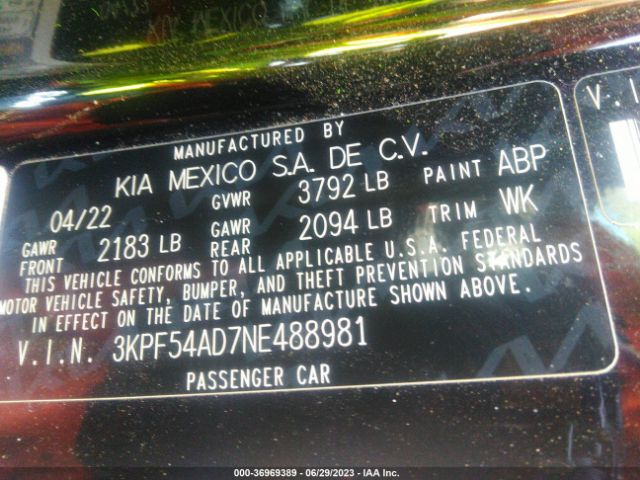 MANUFACTURED BY
KIA MEXICO S.A. DE C.V.
04/22 GVWR 3792 LB PAINT ABP
GAWR FRONT 2183 LB GAWR REAR 2094 LB TRIM WK
THIS VEHICLE CONFORMS TO ALL APPLICABLE U.S.A. FEDERAL
MOTOR VEHICLE SAFETY, BUMPER, AND THEFT PREVENTION STANDARDS
IN EFFECT ON THE DATE OF MANUFACTURE SHOWN ABOVE.
V.I.N. 3KPF54AD7NE488981
PASSENGER CAR
V.I
000-36969389 - 06/29/2023 - IAA Inc.